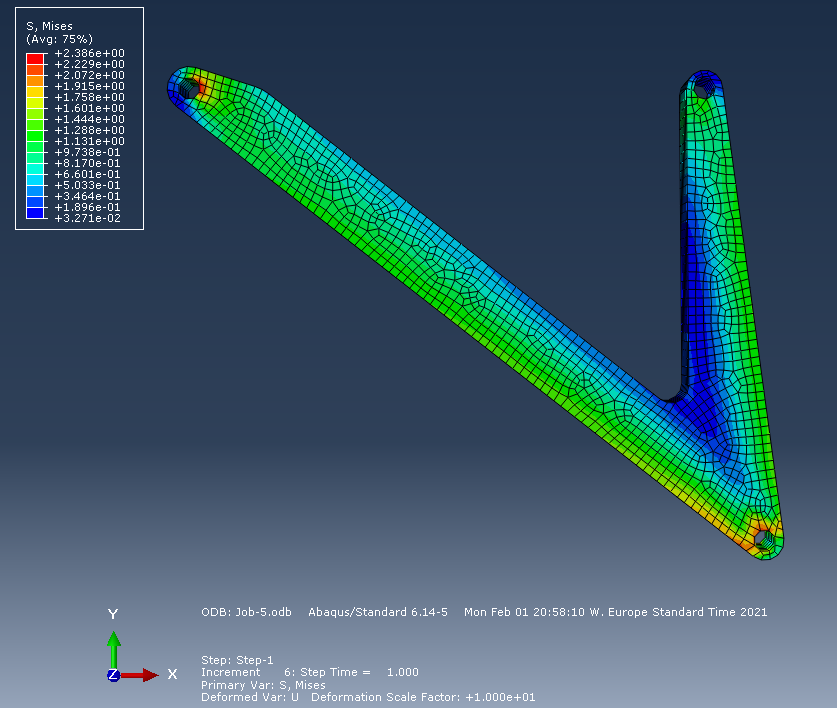 S, Mises
(Avg: 75%)
+2.386e+00
+2.229e+00
+2.072e+00
+1.915e+00
+1.758e+00
+1.601e+00
+1.444e+00
+1.288e+00
+1.131e+00
+9.738e-01
+8.170e-01
+6.601e-01
+5.033e-01
+3.464e-01
+1.896e-01
+3.271e-02
Y
X
Z
ODB: Job-5.odb Abaqus/Standard 6.14-5 Mon Feb 01 20:58:10 W. Europe Standard Time 2021
Step: Step-1
Increment 6: Step Time = 1.000
Primary Var: S, Mises
Deformed Var: U Deformation Scale Factor: +1.000e+01